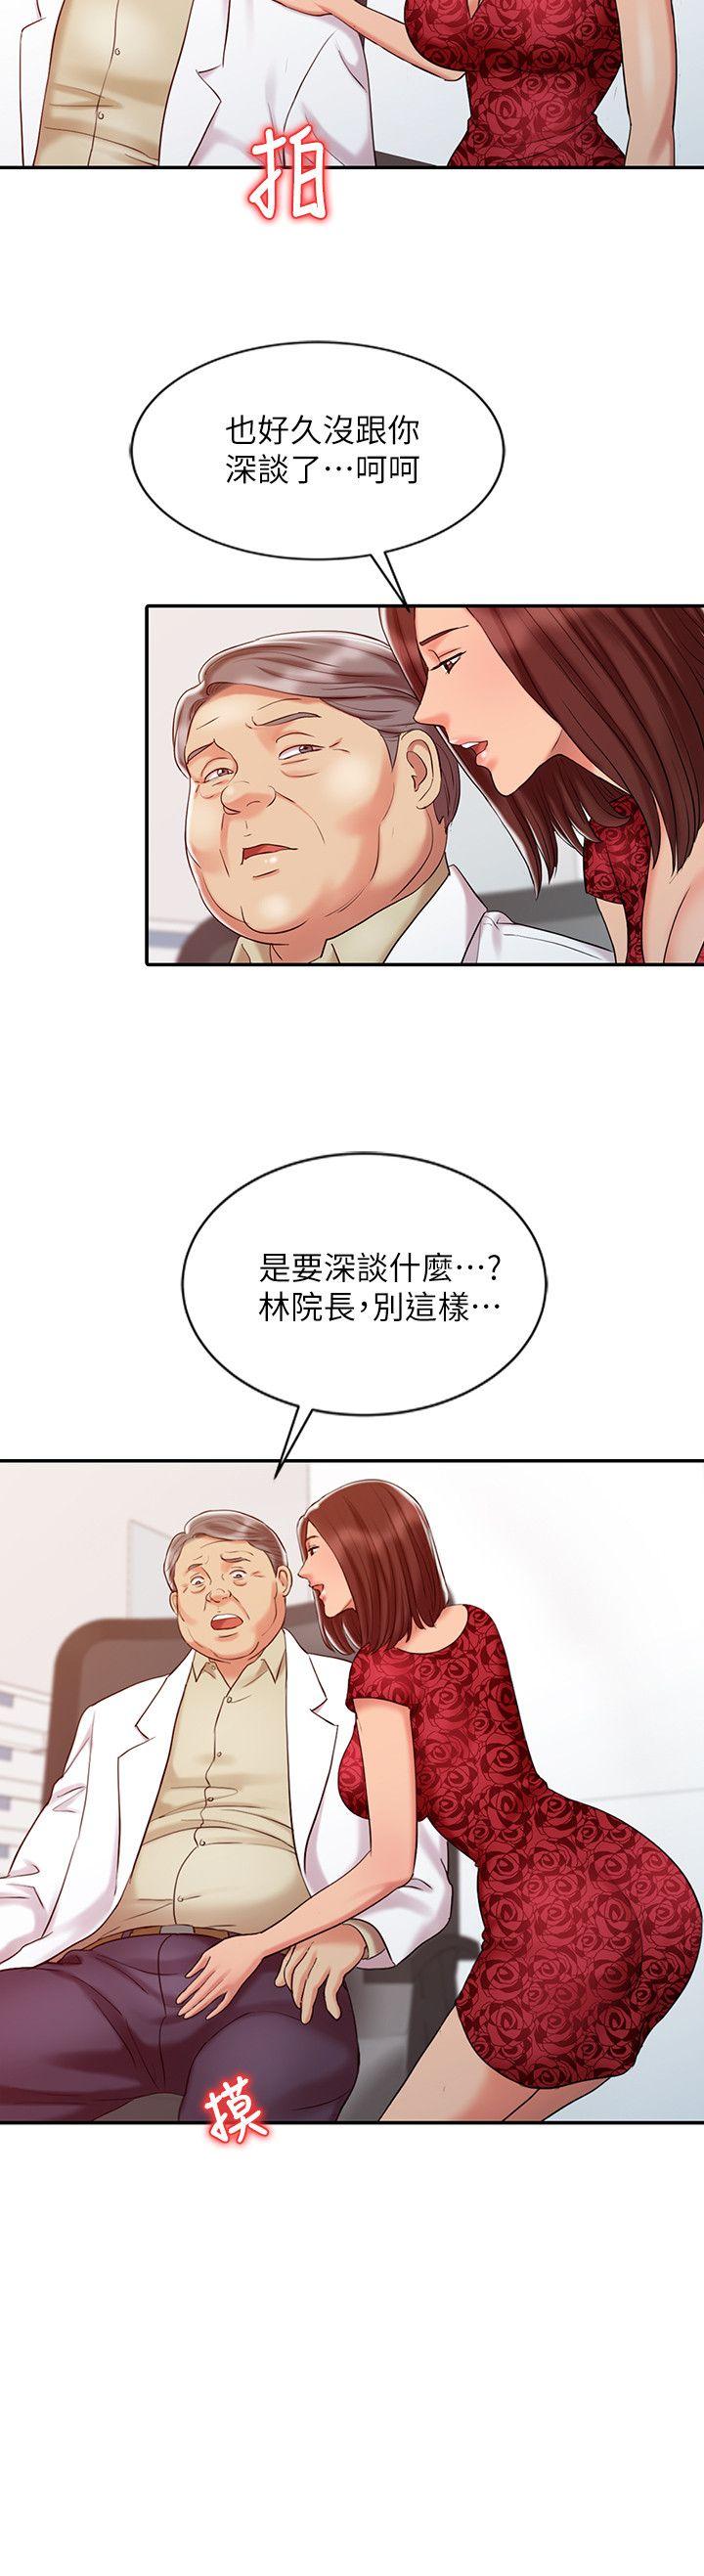 拍
也好久沒跟你
深談了…呵呵
是要深談什麼…?
林院長,別這樣…
摸